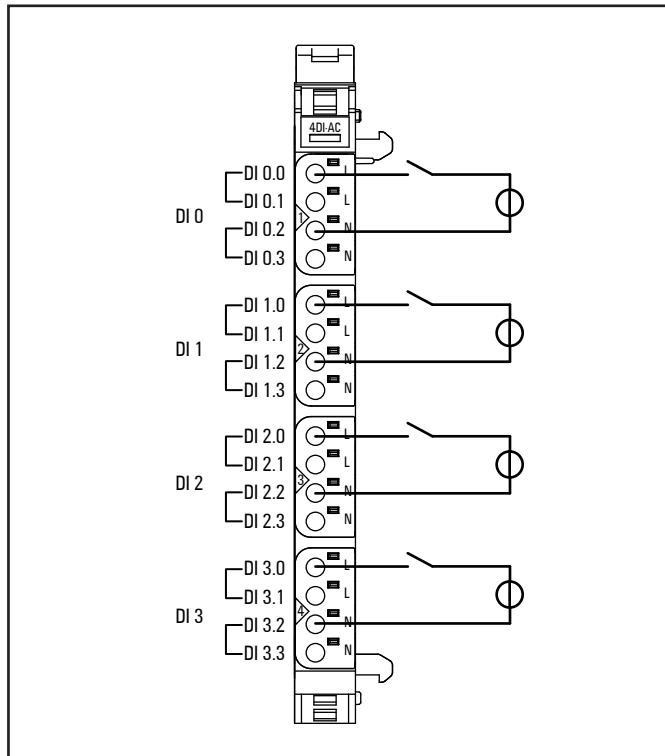 4DI-AC
DI 0
DI 0.0 L
DI 0.1 L
1
DI 0.2 N
DI 0.3 N
DI 1
DI 1.0 L
DI 1.1 L
2
DI 1.2 N
DI 1.3 N
DI 2
DI 2.0 L
DI 2.1 L
3
DI 2.2 N
DI 2.3 N
DI 3
DI 3.0 L
DI 3.1 L
4
DI 3.2 N
DI 3.3 N